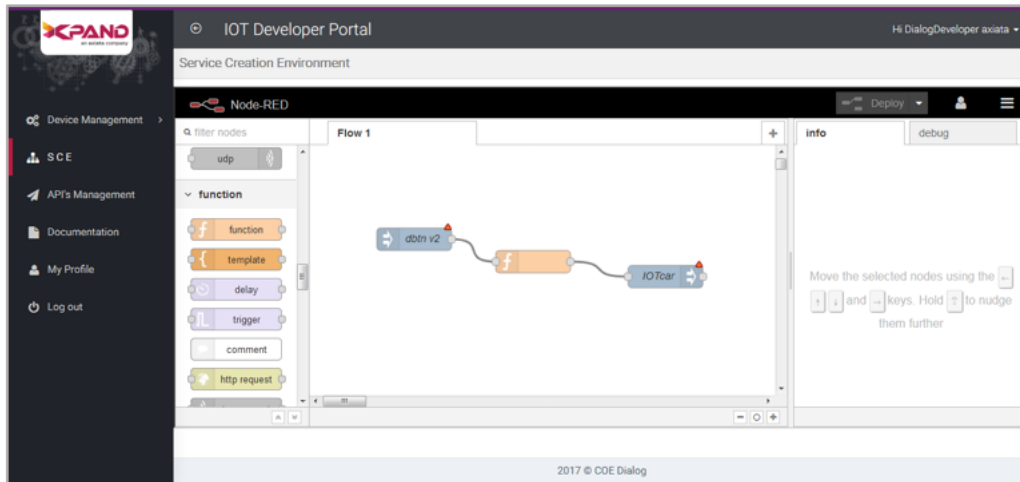 XPAND
an axiata company
IOT Developer Portal
Hi DialogDeveloper axiata
Service Creation Environment
Device Management
SCE
API's Management
Documentation
My Profile
Log out
Node-RED
Deploy
filter nodes
udp
function
function
template
delay
trigger
comment
http request
Flow 1
dbtn v2
IOTcar
info
debug
Move the selected nodes using the ←
↑ ↓ and → keys. Hold ⇧ to nudge
them further
2017 © COE Dialog